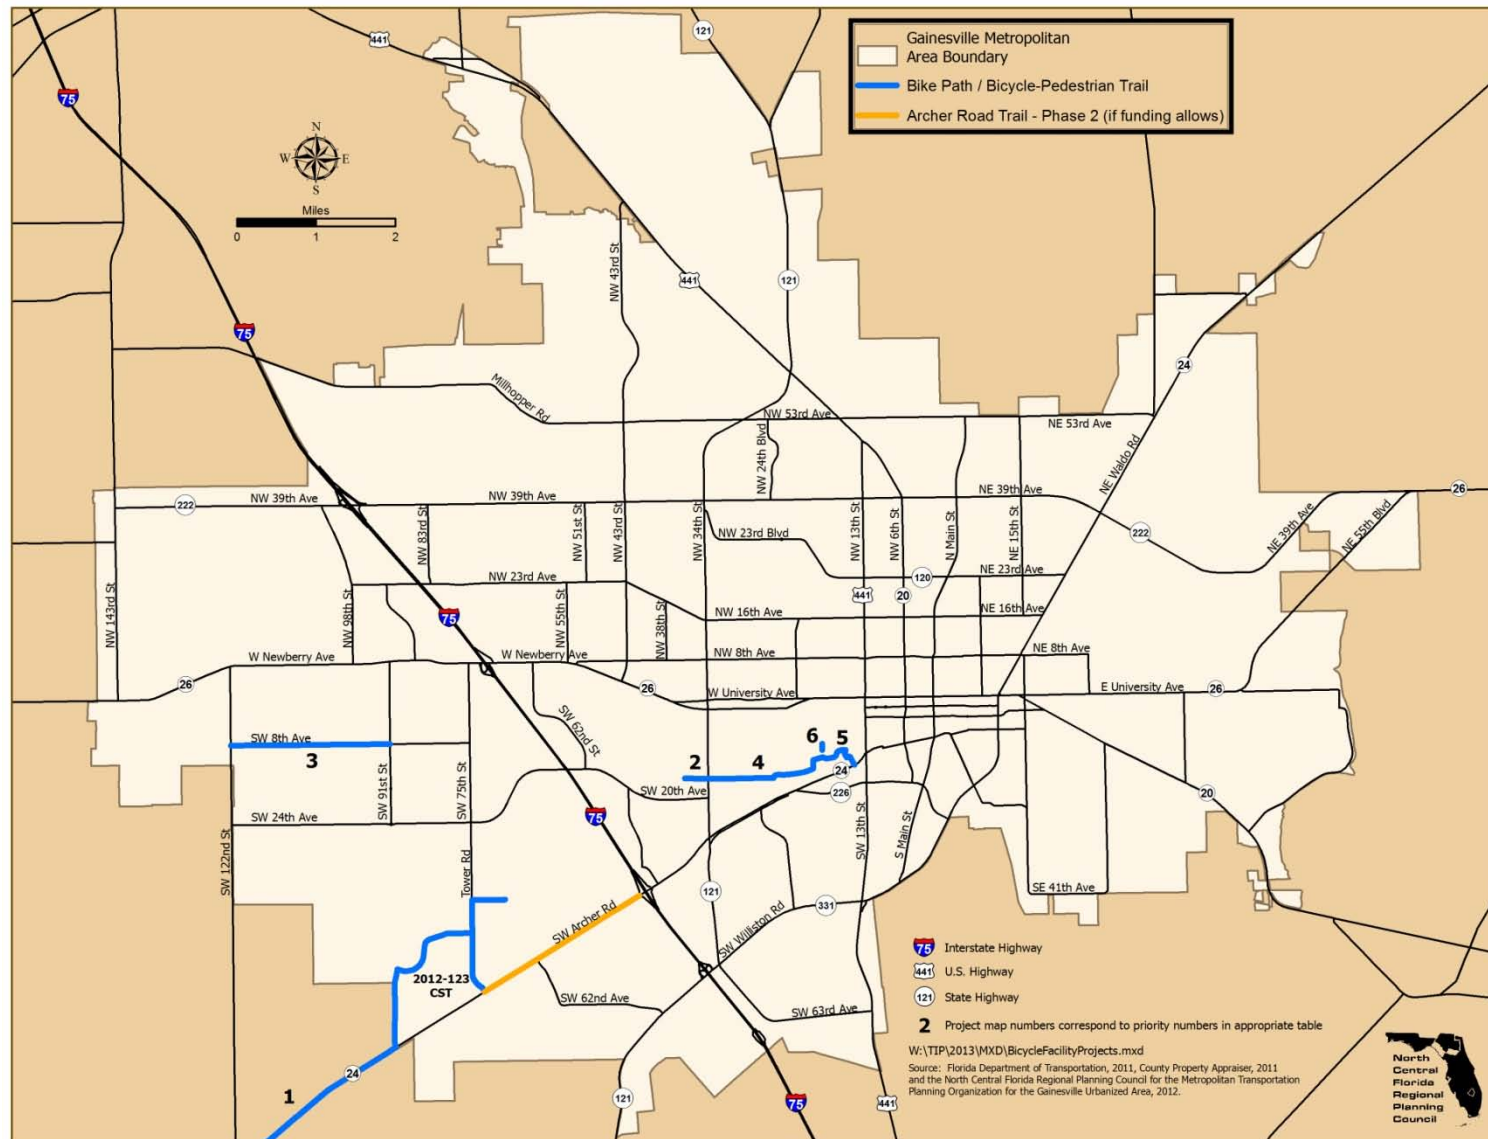 441
121
Gainesville Metropolitan
Area Boundary
Bike Path / Bicycle-Pedestrian Trail
Archer Road Trail - Phase 2 (if funding allows)
75
N
W E
S
Miles
0 1 2
NW 43rd St
441
121
75
24
Millhopper Rd
NW 53rd Ave
NE 53rd Ave
NW 24th Blvd
NE Waldo Rd
222
NW 39th Ave
NW 39th Ave
NE 39th Ave
26
NW 83rd St
NW 51st St
NW 43rd St
NW 34th St
NW 23rd Blvd
NW 13th St
NW 6th St
N Main St
NE 15th St
222
NE 39th Ave
NE 55th Blvd
NW 23rd Ave
120
NE 23rd Ave
NW 143rd St
NW 98th St
75
NW 55th St
NW 38th St
NW 16th Ave
441
20
NE 16th Ave
W Newberry Ave
W Newberry Ave
NW 8th Ave
NE 8th Ave
26
26
W University Ave
E University Ave
26
SW 8th Ave
3
SW 62nd St
6
5
2
4
24
SW 91st St
SW 75th St
SW 20th Ave
226
20
SW 24th Ave
75
SW 122nd St
SW 13th St
S Main St
Tower Rd
121
SE 41th Ave
SW Archer Rd
331
SW Williston Rd
2012-123
CST
SW 62nd Ave
SW 63rd Ave
1
24
121
75
441
75 Interstate Highway
441 U.S. Highway
121 State Highway
2 Project map numbers correspond to priority numbers in appropriate table
W:\TIP\2013\MXD\BicycleFacilityProjects.mxd
Source: Florida Department of Transportation, 2011, County Property Appraiser, 2011
and the North Central Florida Regional Planning Council for the Metropolitan Transportation
Planning Organization for the Gainesville Urbanized Area, 2012.
North
Central
Florida
Regional
Planning
Council